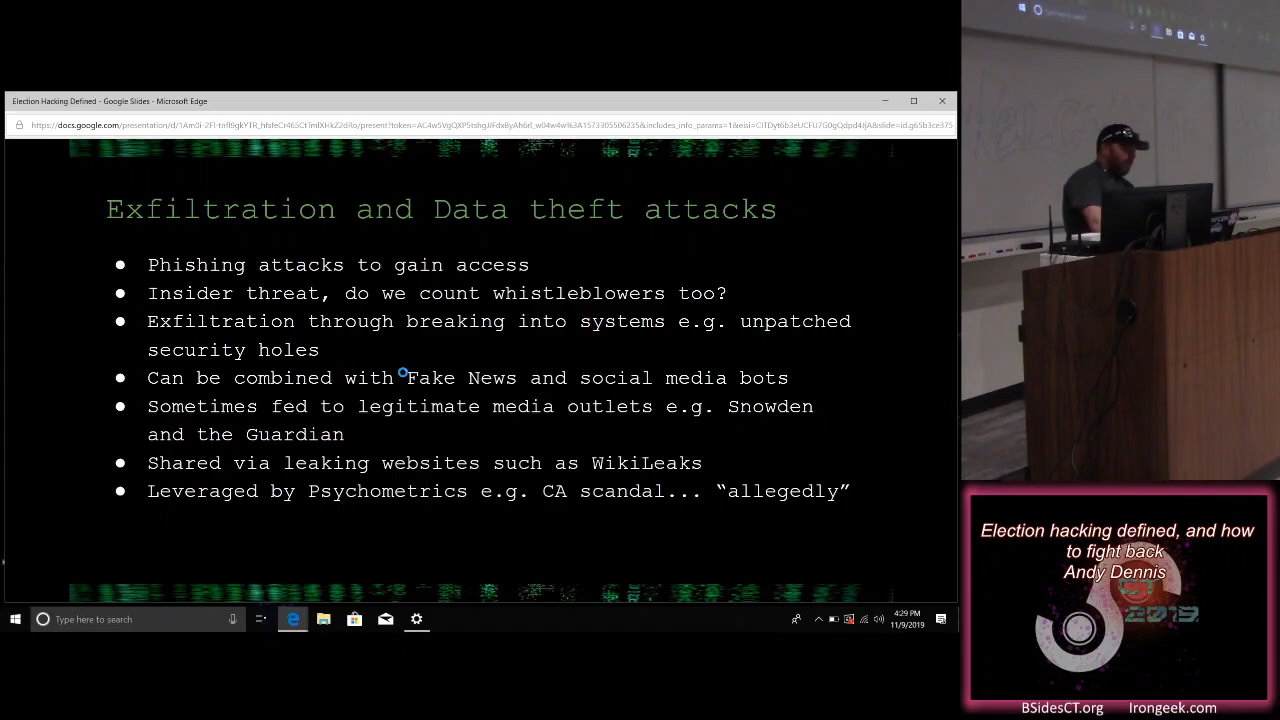 Election Hacking Defined - Google Slides - Microsoft Edge
Exfiltration and Data theft attacks
● Phishing attacks to gain access
● Insider threat, do we count whistleblowers too?
● Exfiltration through breaking into systems e.g. unpatched
security holes
● Can be combined with Fake News and social media bots
● Sometimes fed to legitimate media outlets e.g. Snowden
and the Guardian
● Shared via leaking websites such as WikiLeaks
● Leveraged by Psychometrics e.g. CA scandal... “allegedly”
Type here to search
4:29 PM
11/9/2019
Election hacking defined, and how
to fight back
Andy Dennis
CT
2019
BSidesCT.org Irongeek.com